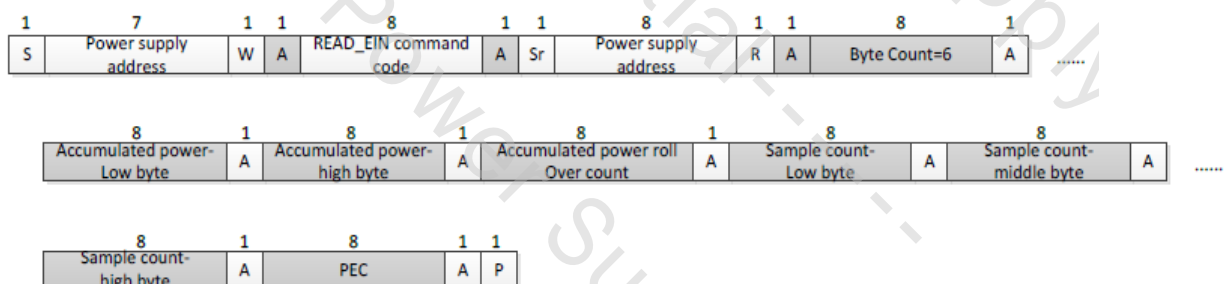 1 7 1 1 8 1 1 8 1 1 8 1
S Power supply address W A READ_EIN command code A Sr Power supply address R A Byte Count=6 A ......
8 1 8 1 8 1 8 8
Accumulated power-Low byte A Accumulated power-high byte A Accumulated power roll Over count A Sample count-Low byte A Sample count-middle byte A ......
8 1 8 1 1
Sample count-high byte A PEC A P